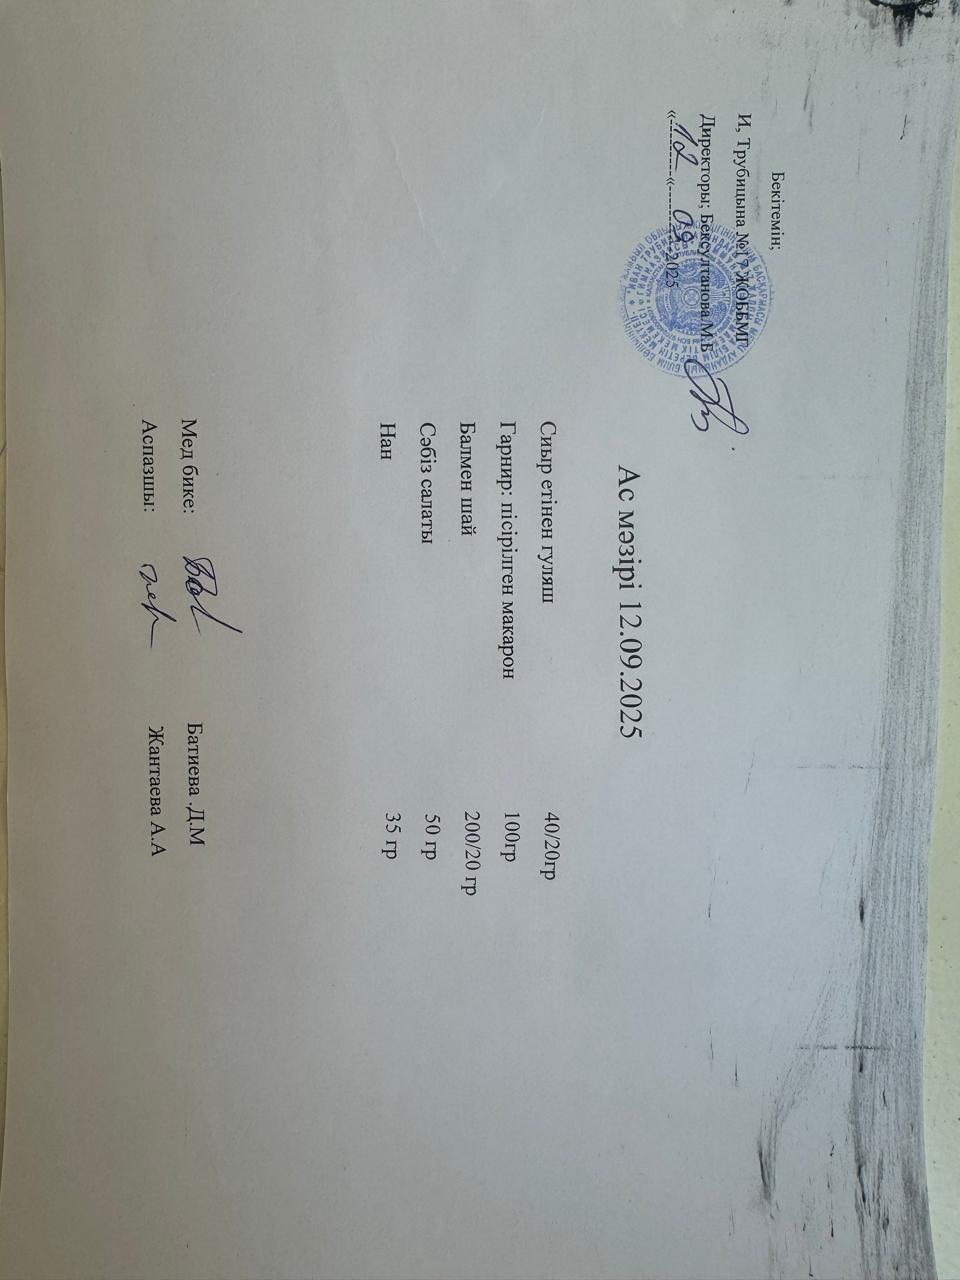 Бекітемін;
И, Трубицына №17 ЖОББМГ
Директоры; Бексултанова М.Б
«12 «09 2025
Ас мәзірі 12.09.2025
Сиыр етінен гуляш 40/20гр
Гарнир: пісірілген макарон 100гр
Балмен шай 200/20 гр
Сәбіз салаты 50 гр
Нан 35 гр
Мед бике: Батиева .Д.М
Аспазшы: Жантаева А.А